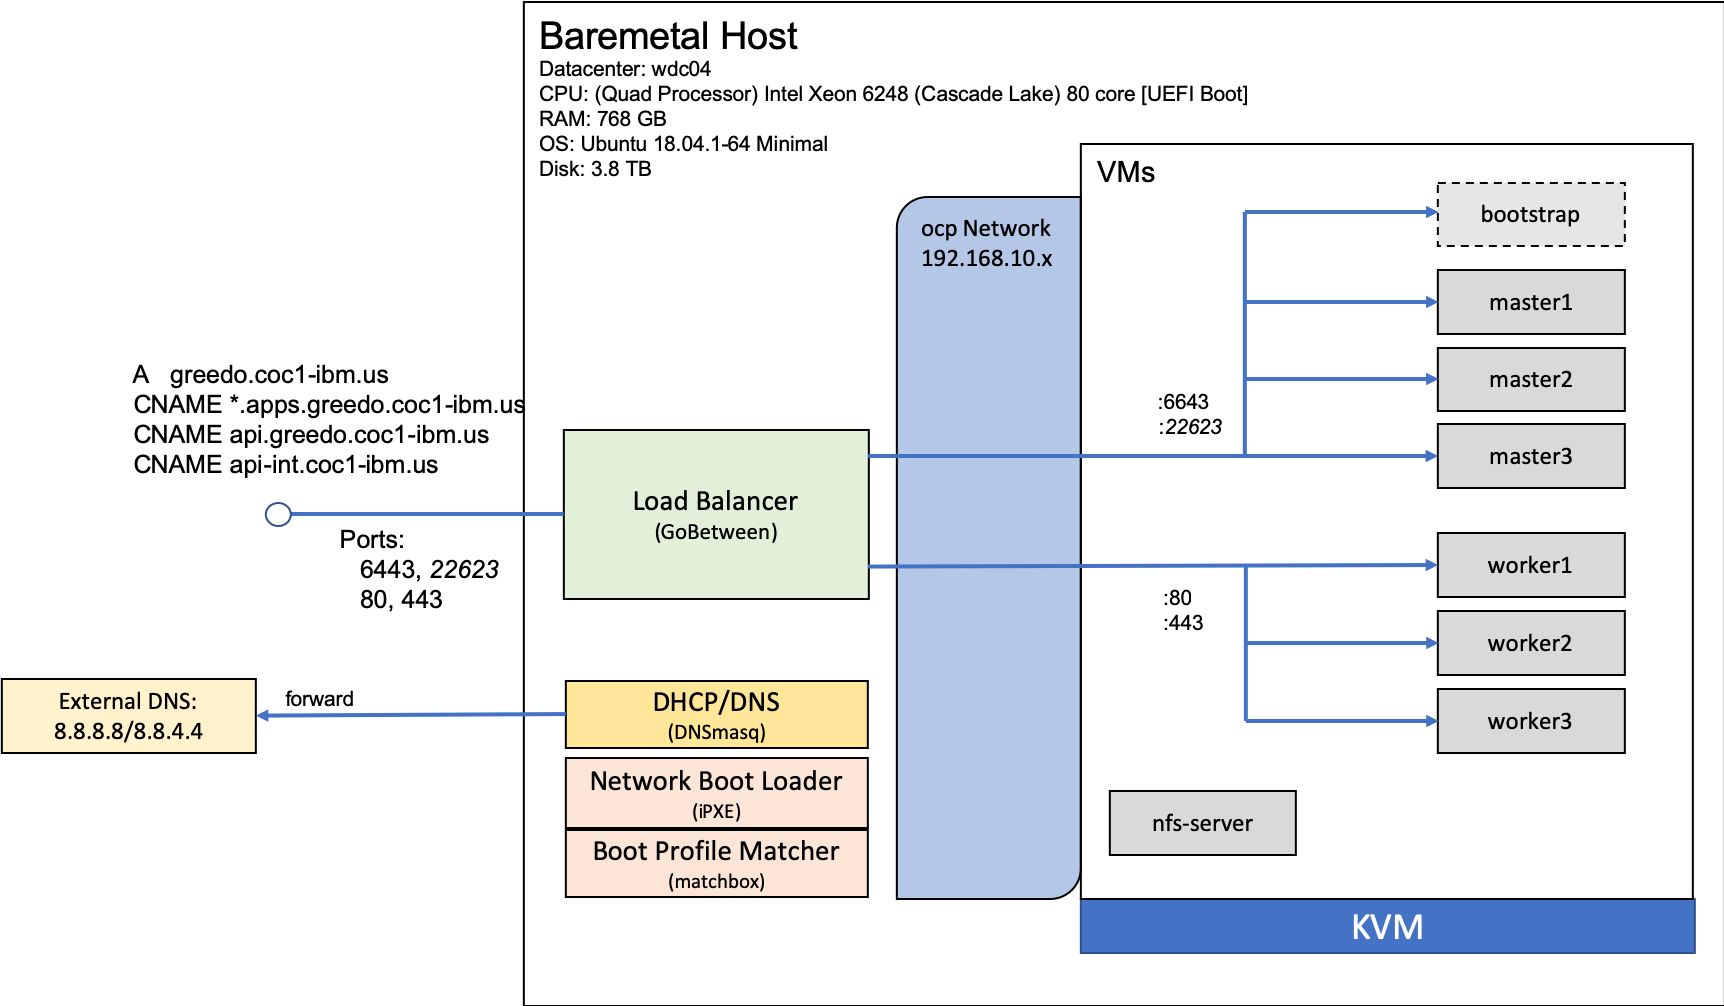 Baremetal Host
Datacenter: wdc04
CPU: (Quad Processor) Intel Xeon 6248 (Cascade Lake) 80 core [UEFI Boot]
RAM: 768 GB
OS: Ubuntu 18.04.1-64 Minimal
Disk: 3.8 TB
VMs
bootstrap
ocp Network
192.168.10.x
master1
master2
:6643
:22623
master3
A greedo.coc1-ibm.us
CNAME *.apps.greedo.coc1-ibm.us
CNAME api.greedo.coc1-ibm.us
CNAME api-int.coc1-ibm.us
Load Balancer
(GoBetween)
Ports:
6443, 22623
80, 443
worker1
:80
:443
worker2
worker3
External DNS:
8.8.8.8/8.8.4.4
forward
DHCP/DNS
(DNSmasq)
Network Boot Loader
(iPXE)
Boot Profile Matcher
(matchbox)
nfs-server
KVM